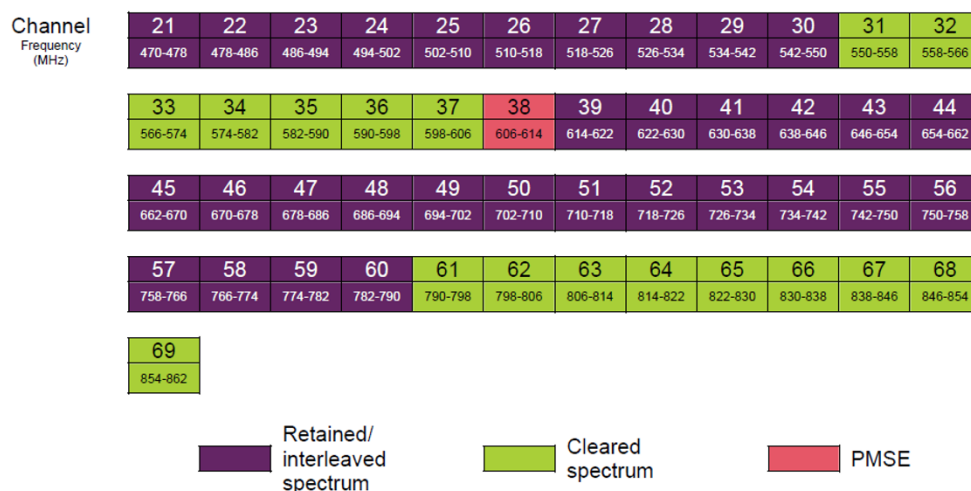 Channel 21 22 23 24 25 26 27 28 29 30 31 32
Frequency
(MHz)
470-478 478-486 486-494 494-502 502-510 510-518 518-526 526-534 534-542 542-550 550-558 558-566
33 34 35 36 37 38 39 40 41 42 43 44
566-574 574-582 582-590 590-598 598-606 606-614 614-622 622-630 630-638 638-646 646-654 654-662
45 46 47 48 49 50 51 52 53 54 55 56
662-670 670-678 678-686 686-694 694-702 702-710 710-718 718-726 726-734 734-742 742-750 750-758
57 58 59 60 61 62 63 64 65 66 67 68
758-766 766-774 774-782 782-790 790-798 798-806 806-814 814-822 822-830 830-838 838-846 846-854
69
854-862
Retained/
interleaved
spectrum
Cleared
spectrum
PMSE